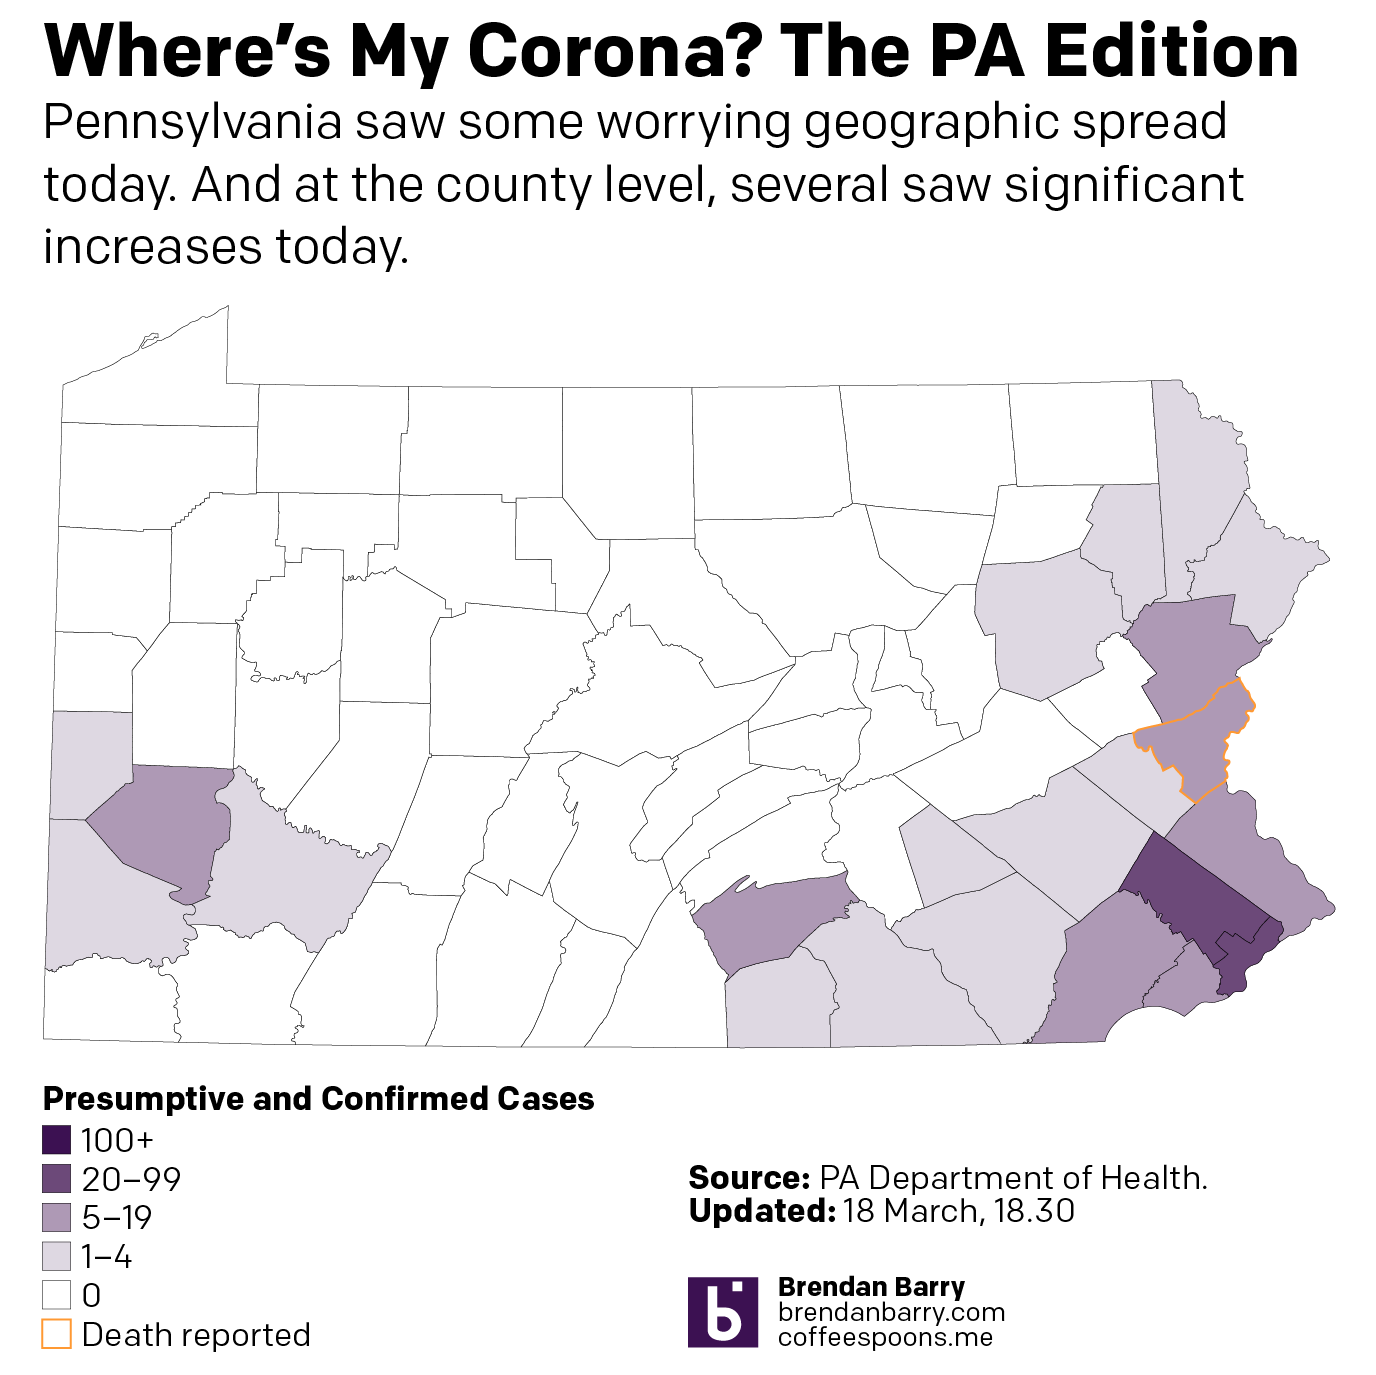 Where's My Corona? The PA Edition
Pennsylvania saw some worrying geographic spread
today. And at the county level, several saw significant
increases today.
Presumptive and Confirmed Cases
100+
20–99
5–19
1–4
0
Death reported
Source: PA Department of Health.
Updated: 18 March, 18.30
b
Brendan Barry
brendanbarry.com
coffeespoons.me